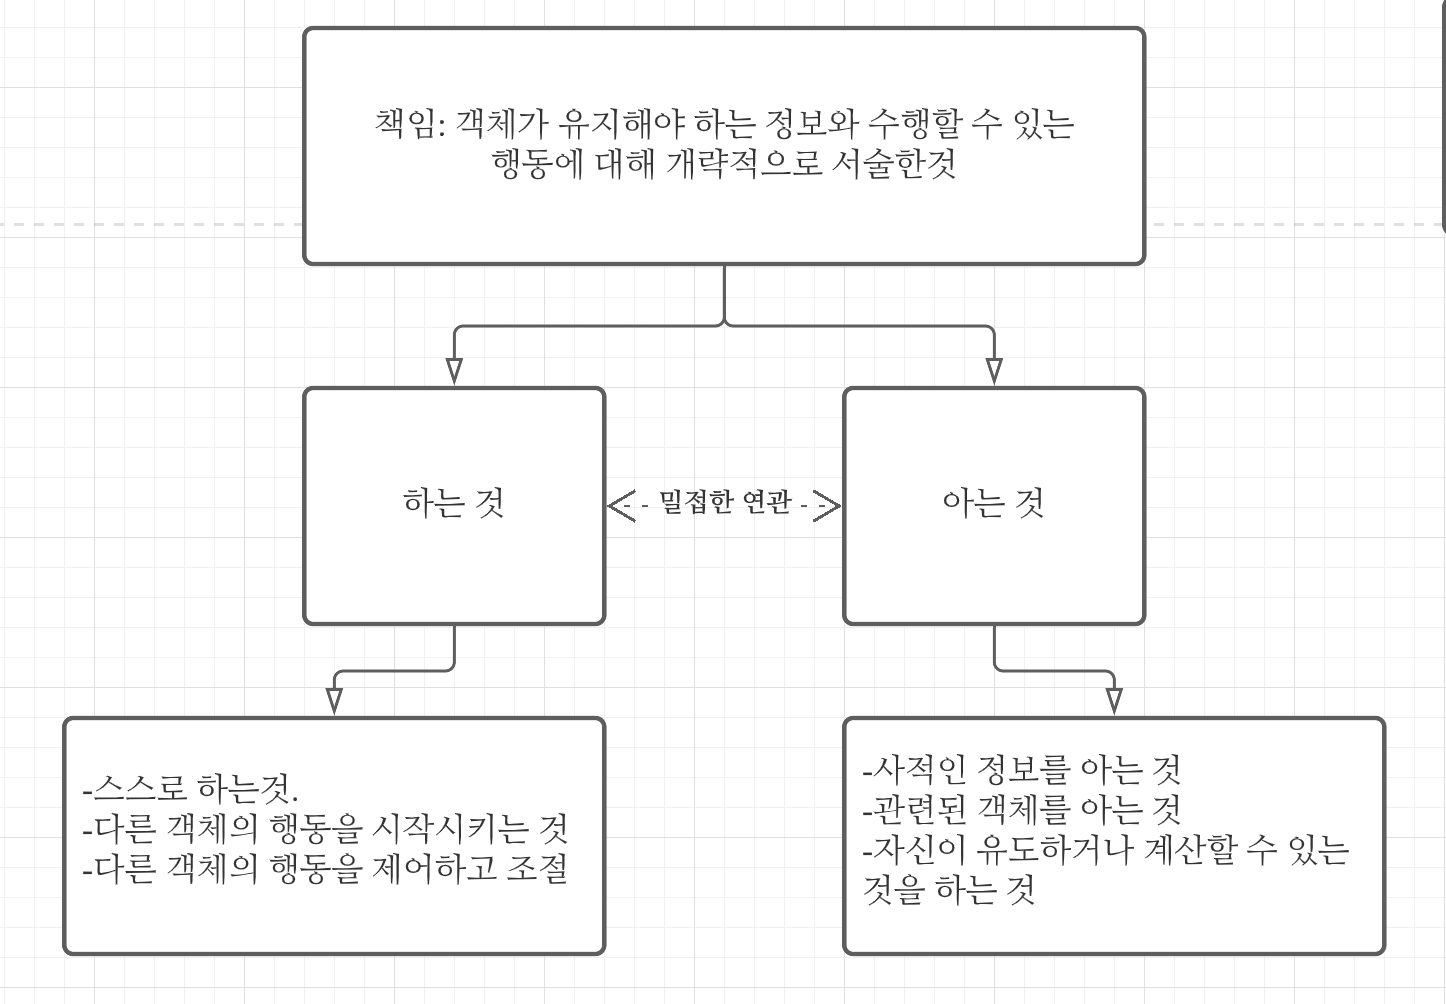 책임: 객체가 유지해야 하는 정보와 수행할 수 있는
행동에 대해 개략적으로 서술한것
하는 것
밀접한 연관
아는 것
-스스로 하는것.
-다른 객체의 행동을 시작시키는 것
-다른 객체의 행동을 제어하고 조절
-사적인 정보를 아는 것
-관련된 객체를 아는 것
-자신이 유도하거나 계산할 수 있는
것을 하는 것